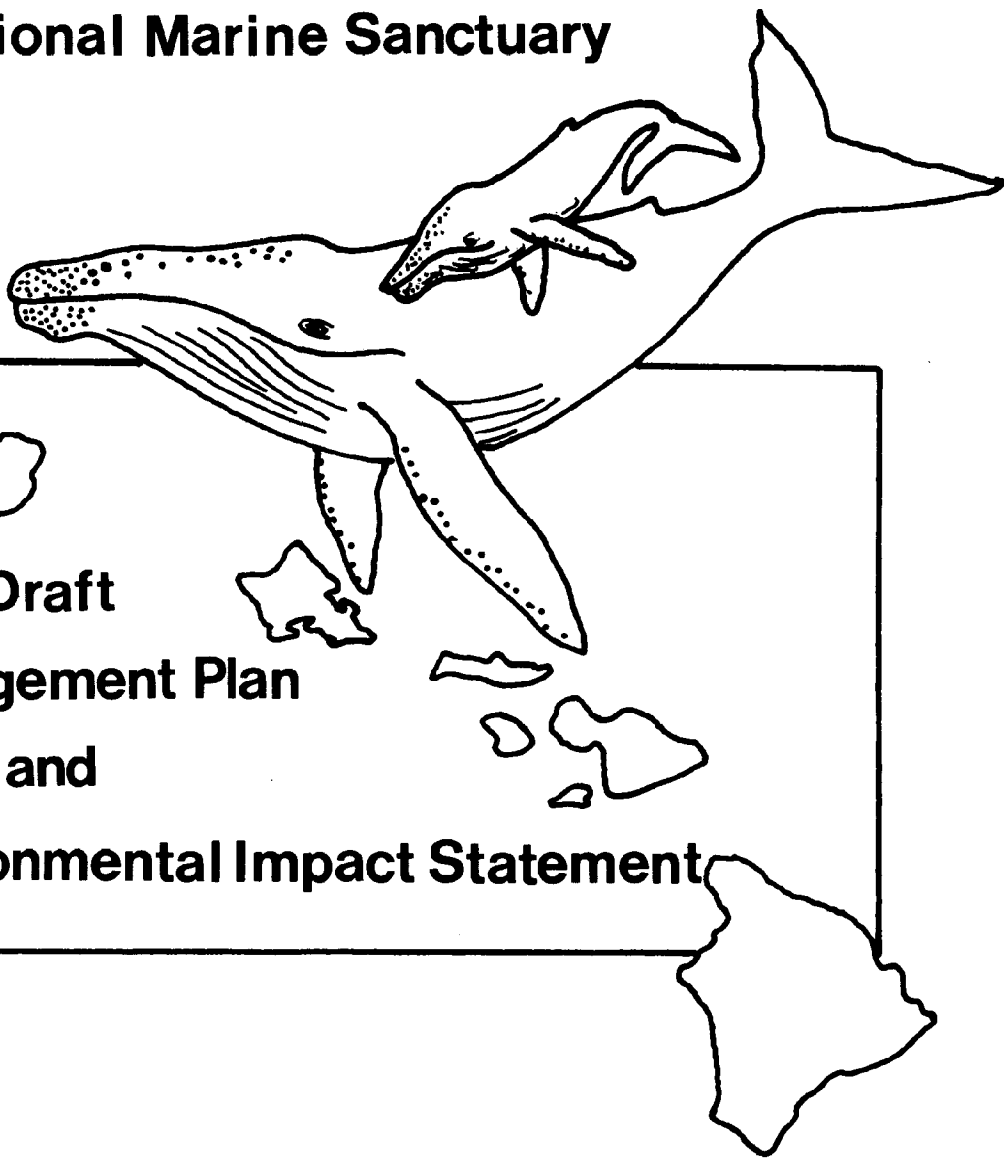 ional Marine Sanctuary
Draft
gement Plan
and
onmental Impact Statement